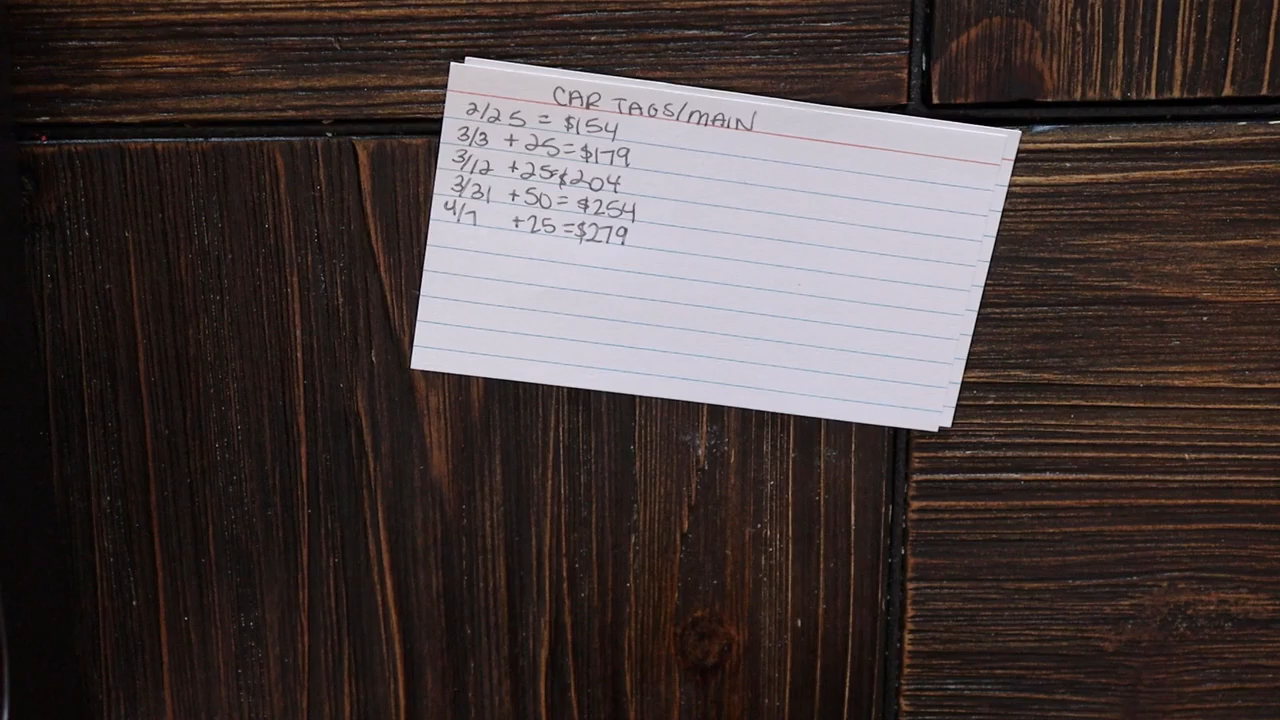 CAR TAGS/MAIN
2/25 = $154
3/3 +25=$179
3/12 +25=$204
3/31 +50=$254
4/7 +25=$279